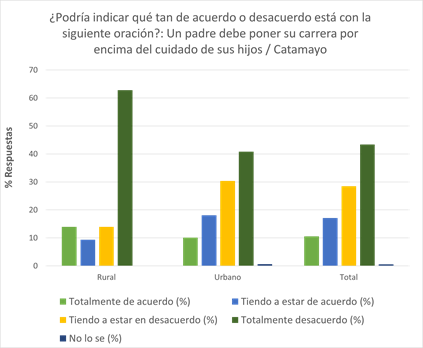 ¿Podría indicar qué tan de acuerdo o desacuerdo está con la
siguiente oración?: Un padre debe poner su carrera por
encima del cuidado de sus hijos / Catamayo
70
60
50
40
30
20
10
0
% Respuestas
Rural Urbano Total
Totalmente de acuerdo (%) Tiendo a estar de acuerdo (%)
Tiendo a estar en desacuerdo (%) Totalmente desacuerdo (%)
No lo se (%)